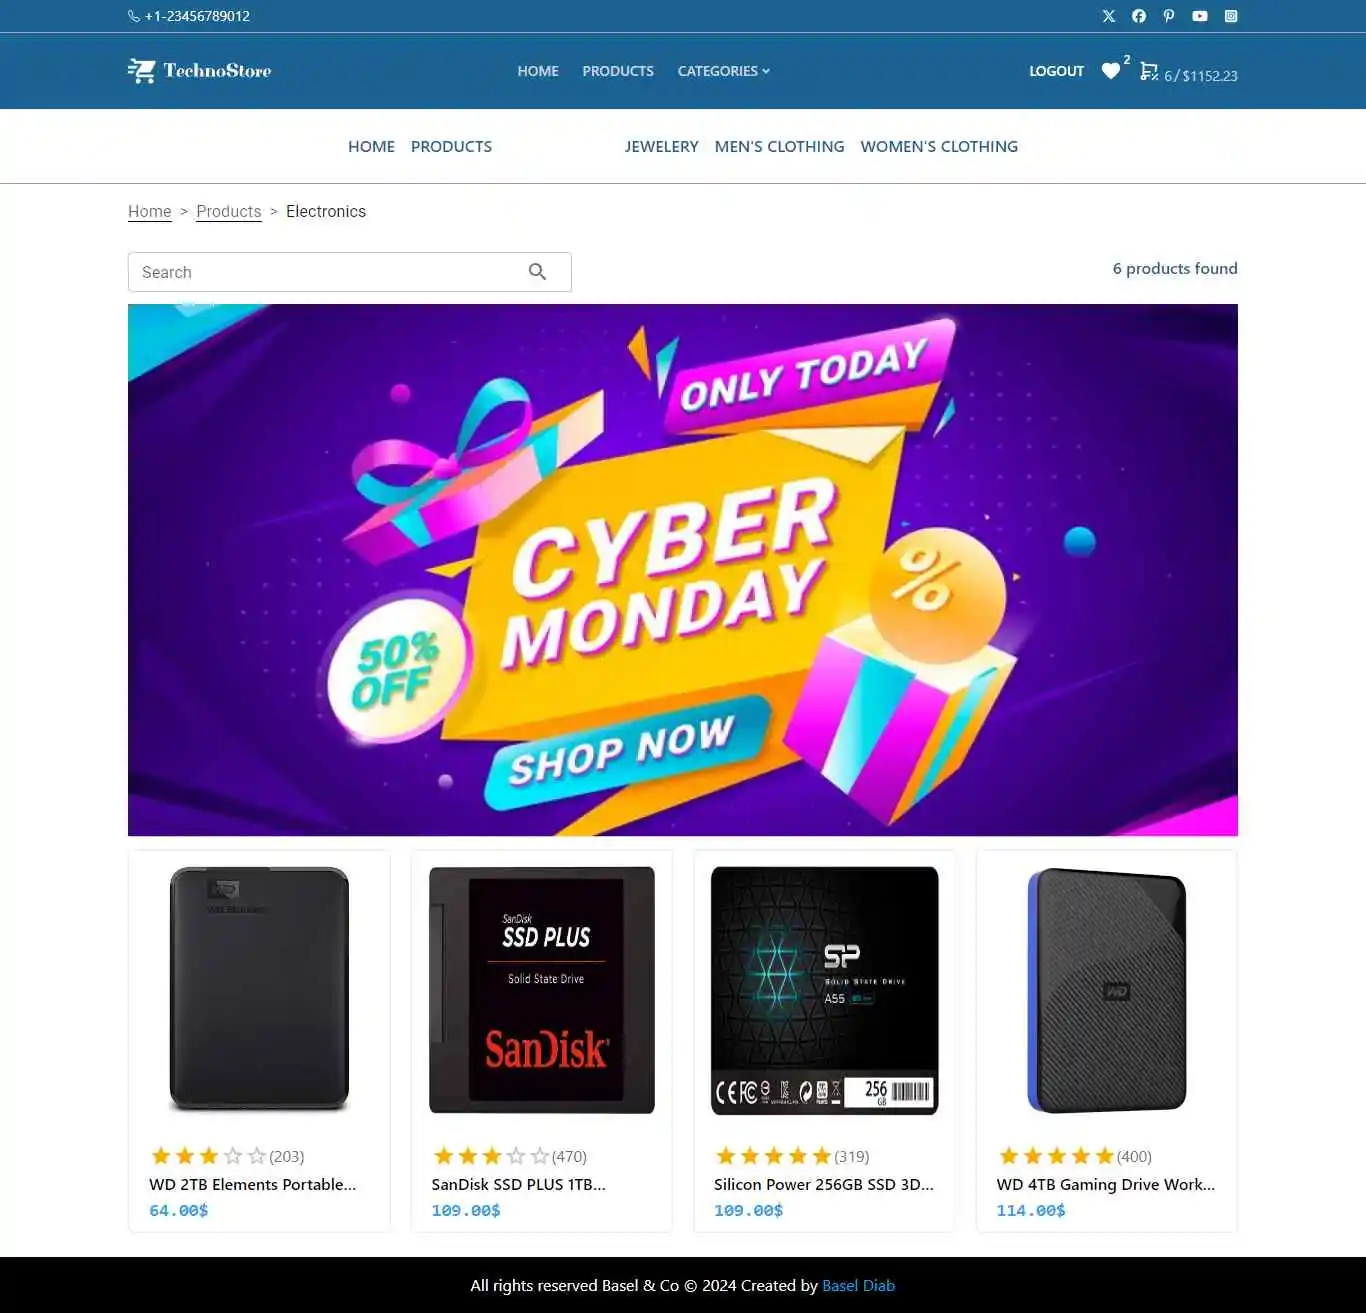 +1-23456789012
TechnoStore
HOME PRODUCTS CATEGORIES
LOGOUT 2 6 / $1152.23
HOME PRODUCTS JEWELERY MEN'S CLOTHING WOMEN'S CLOTHING
Home > Products > Electronics
Search
6 products found
ONLY TODAY
CYBER
MONDAY
%
50%
OFF
SHOP NOW
WD
SanDisk
SSD PLUS
Solid State Drive
SanDisk
SP
SOLID STATE DRIVE
A55
256
GB
WD
(203)
WD 2TB Elements Portable...
64.00$
(470)
SanDisk SSD PLUS 1TB...
109.00$
(319)
Silicon Power 256GB SSD 3D...
109.00$
(400)
WD 4TB Gaming Drive Work...
114.00$
All rights reserved Basel & Co © 2024 Created by Basel Diab